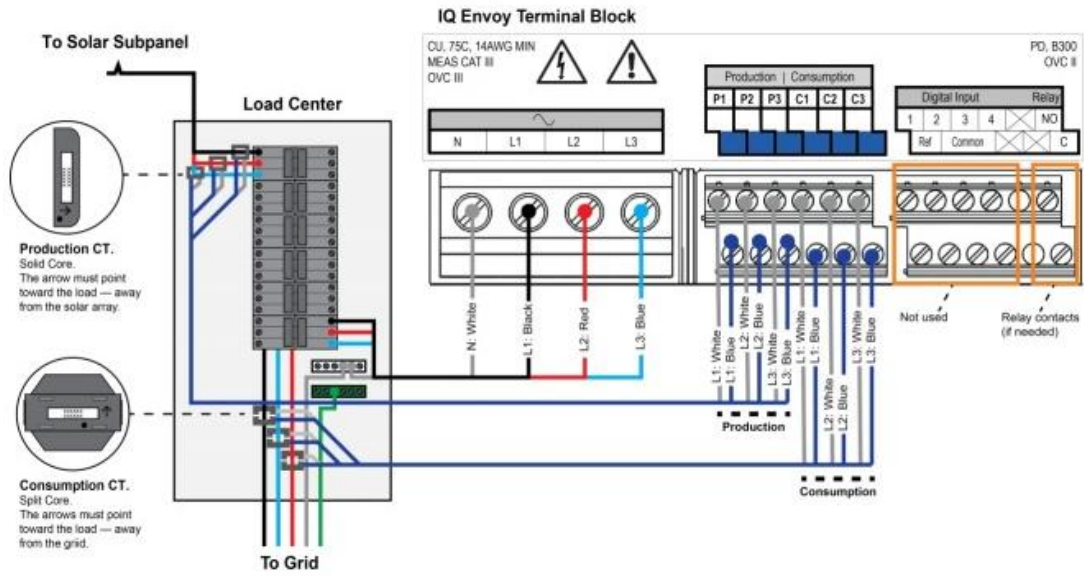 IQ Envoy Terminal Block
To Solar Subpanel
Load Center
CU, 75C, 14AWG MIN
MEAS CAT III
OVC III
PD, B300
OVC II
Production | Consumption
P1 P2 P3 C1 C2 C3
Digital Input Relay
1 2 3 4 NO
Ref Common C
N L1 L2 L3
Production CT.
Solid Core.
The arrow must point
toward the load — away
from the solar array.
N: White
L1: Black
L2: Red
L3: Blue
L1: White
L1: Blue
L2: White
L2: Blue
L3: White
L3: Blue
L1: White
L1: Blue
L2: White
L2: Blue
L3: White
L3: Blue
Not used
Relay contacts
(if needed)
Production
Consumption
Consumption CT.
Split Core.
The arrows must point
toward the load — away
from the griid.
To Grid